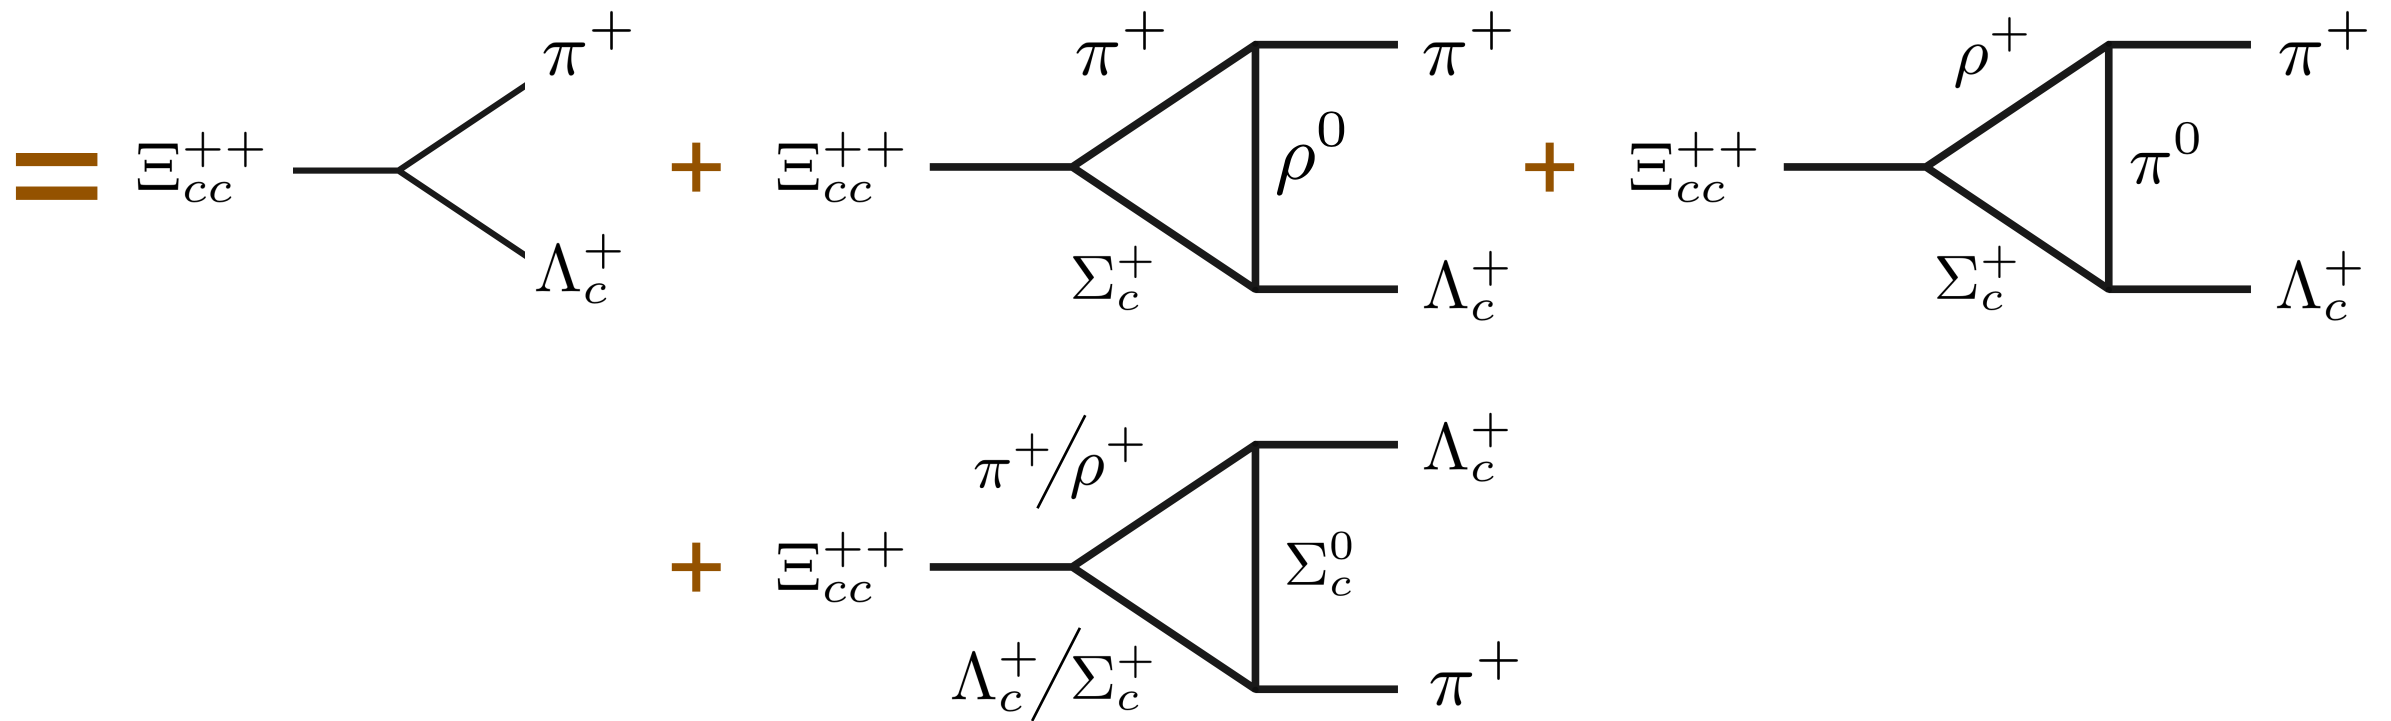 π⁺ π⁺ π⁺ ρ⁺ π⁺
= Ξcc⁺⁺ + Ξcc⁺⁺ ρ⁰ + Ξcc⁺⁺ π⁰
Λc⁺ Σc⁺ Λc⁺ Σc⁺ Λc⁺
π⁺/ρ⁺ Λc⁺
+ Ξcc⁺⁺ Σc⁰
Λc⁺/Σc⁺ π⁺